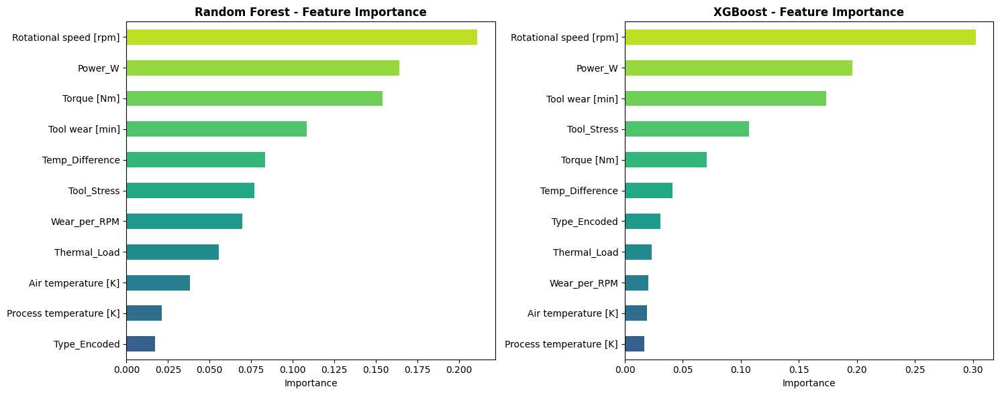 Random Forest - Feature Importance
Rotational speed [rpm]
Power_W
Torque [Nm]
Tool wear [min]
Temp_Difference
Tool_Stress
Wear_per_RPM
Thermal_Load
Air temperature [K]
Process temperature [K]
Type_Encoded
0.000 0.025 0.050 0.075 0.100 0.125 0.150 0.175 0.200
Importance
XGBoost - Feature Importance
Rotational speed [rpm]
Power_W
Tool wear [min]
Tool_Stress
Torque [Nm]
Temp_Difference
Type_Encoded
Thermal_Load
Wear_per_RPM
Air temperature [K]
Process temperature [K]
0.00 0.05 0.10 0.15 0.20 0.25 0.30
Importance